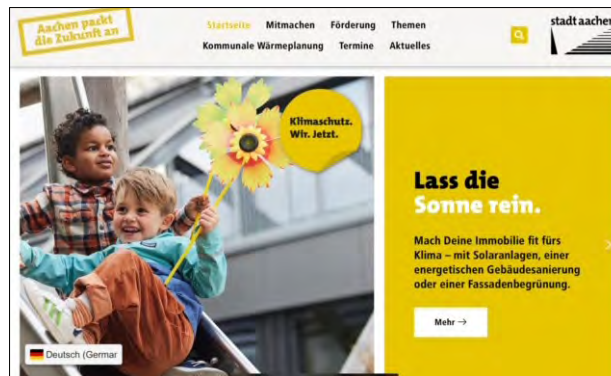 Aachen packt
die Zukunft an
Startseite Mitmachen Förderung Themen
Kommunale Wärmeplanung Termine Aktuelles
stadt aachen
Klimaschutz.
Wir. Jetzt.
Lass die
Sonne rein.
Mach Deine Immobilie fit fürs
Klima – mit Solaranlagen, einer
energetischen Gebäudesanierung
oder einer Fassadenbegrünung.
Mehr →
Deutsch (Germar